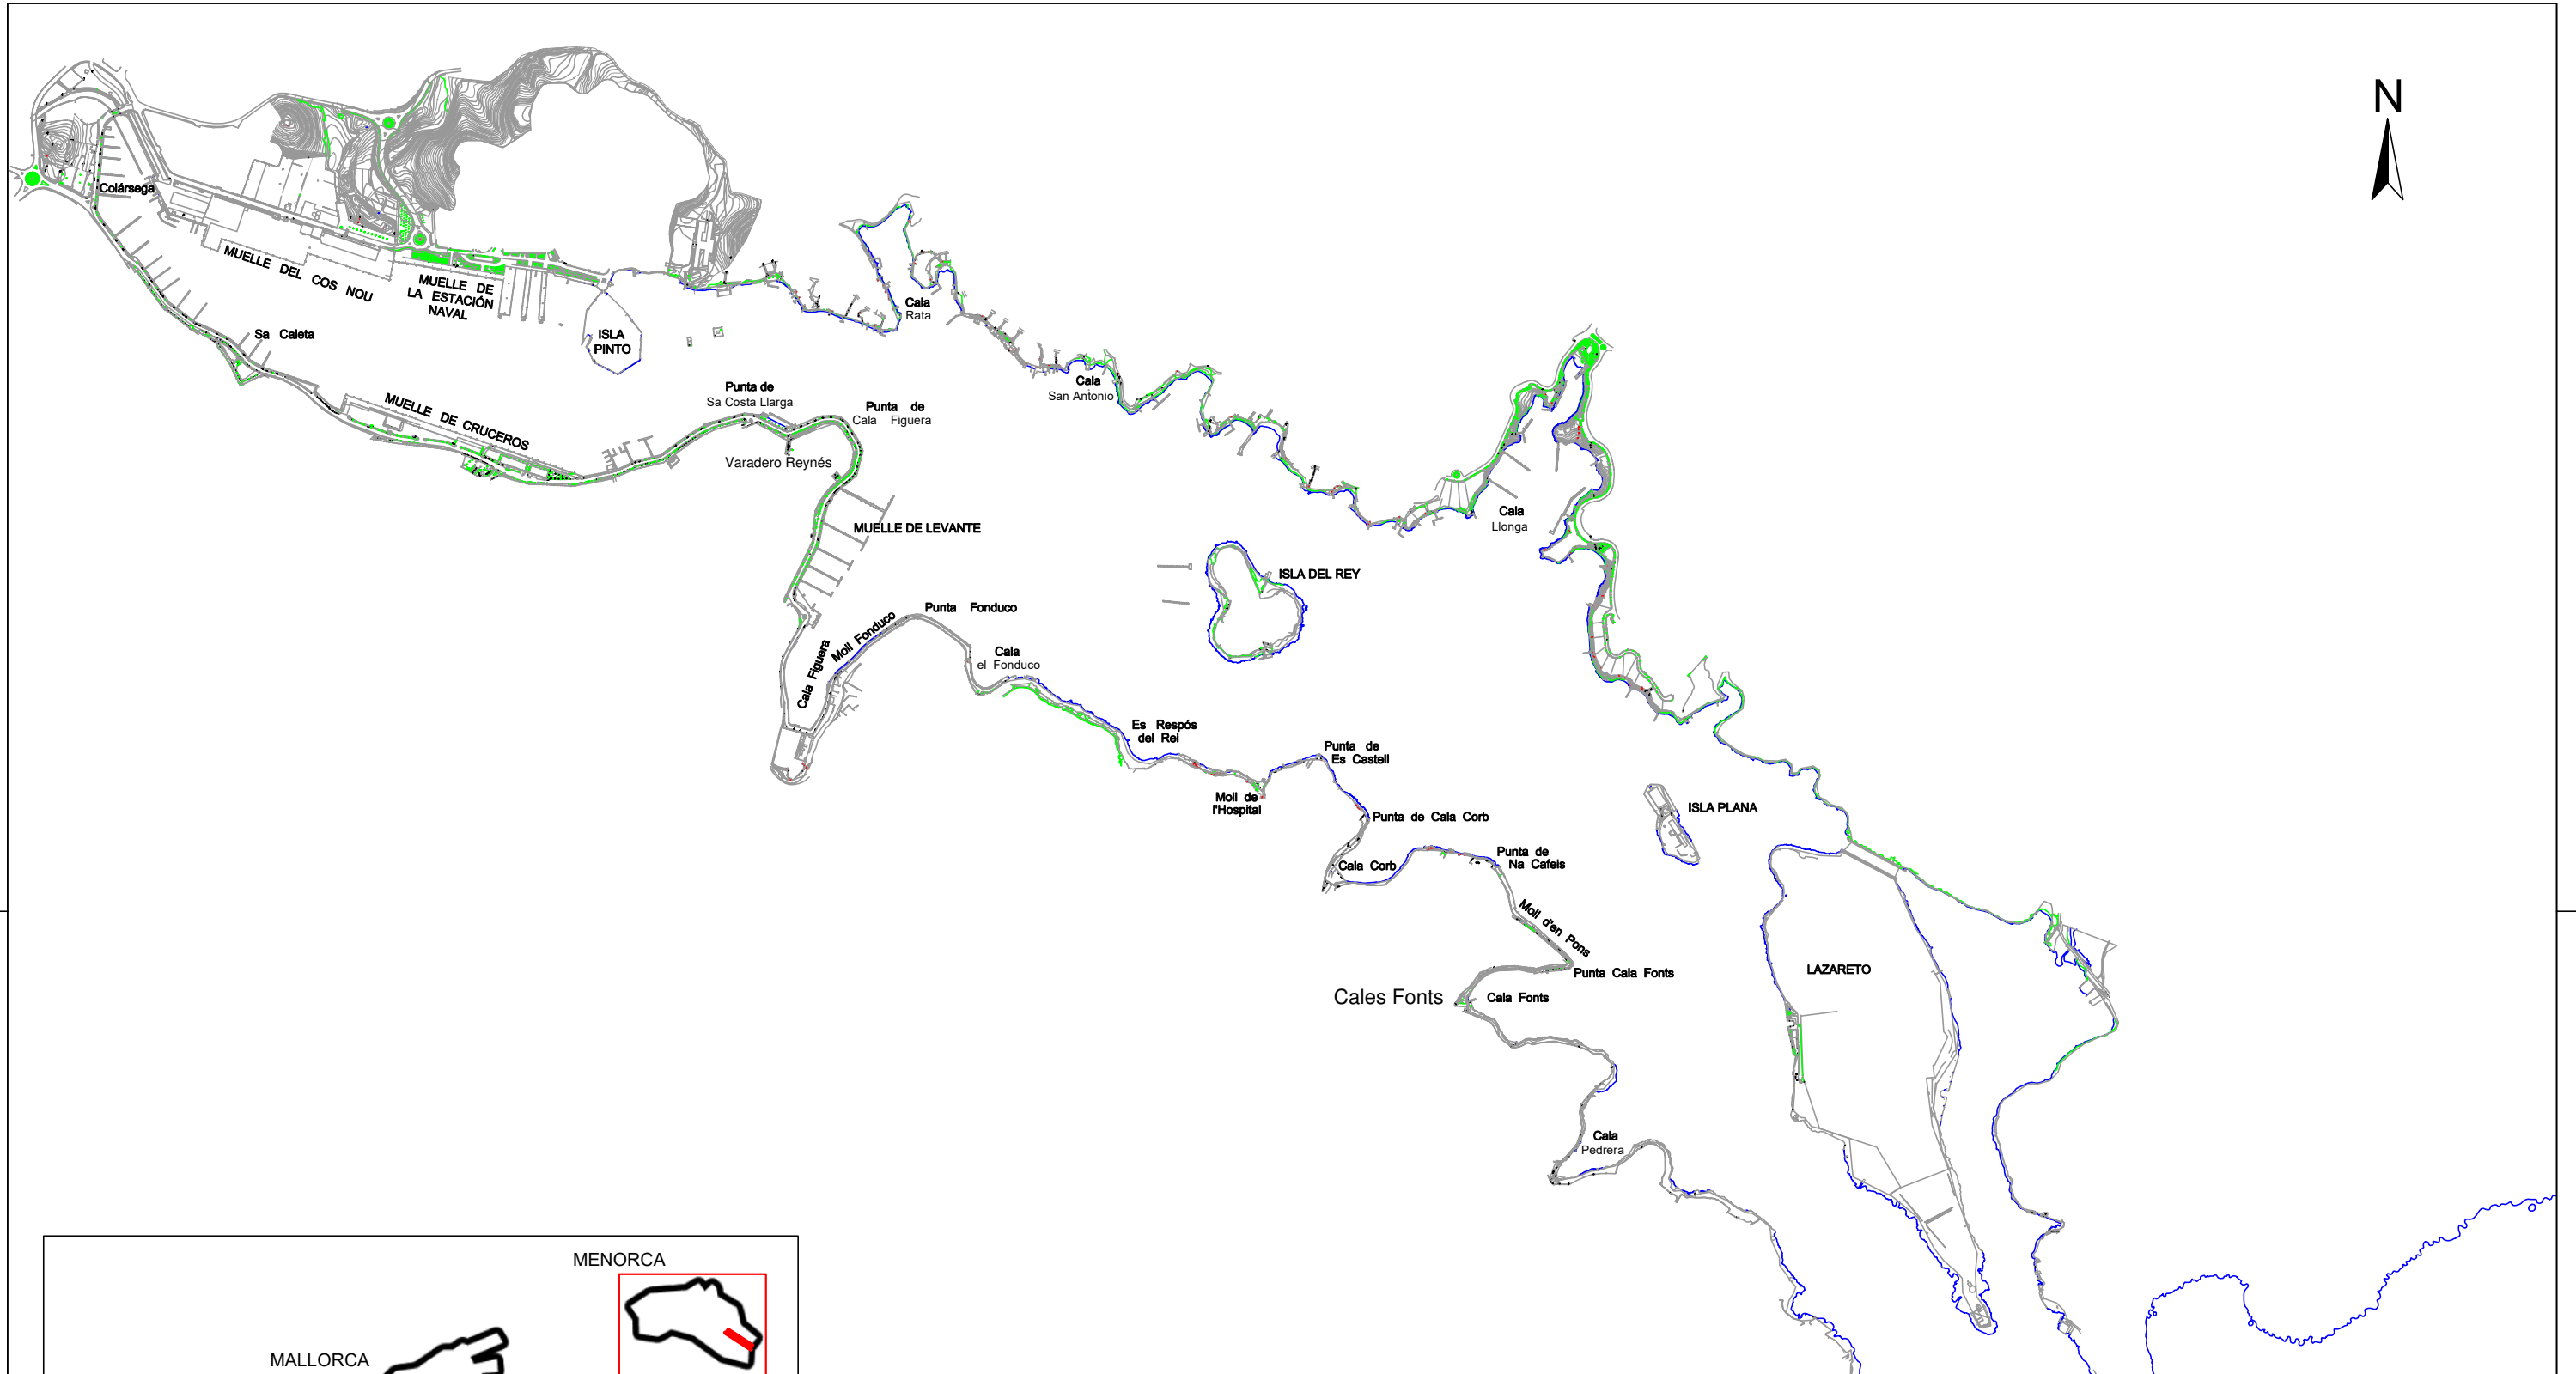 N
Colársega
MUELLE DEL COS NOU
MUELLE DE
LA ESTACIÓN
NAVAL
Sa Caleta
ISLA
PINTO
Cala
Rata
MUELLE DE CRUCEROS
Punta de
Sa Costa Llarga
Punta de
Cala Figuera
Cala
San Antonio
Varadero Reynés
MUELLE DE LEVANTE
Cala
Llonga
ISLA DEL REY
Punta Fonduco
Moll Fonduco
Cala Figuera
Cala
el Fonduco
Es Respós
del Rei
Punta de
Es Castell
Moll de
l'Hospital
Punta de Cala Corb
ISLA PLANA
Cala Corb
Punta de
Na Cafels
Moll d'en Pons
Punta Cala Fonts
LAZARETO
Cales Fonts
Cala Fonts
Cala
Pedrera
MENORCA
MALLORCA